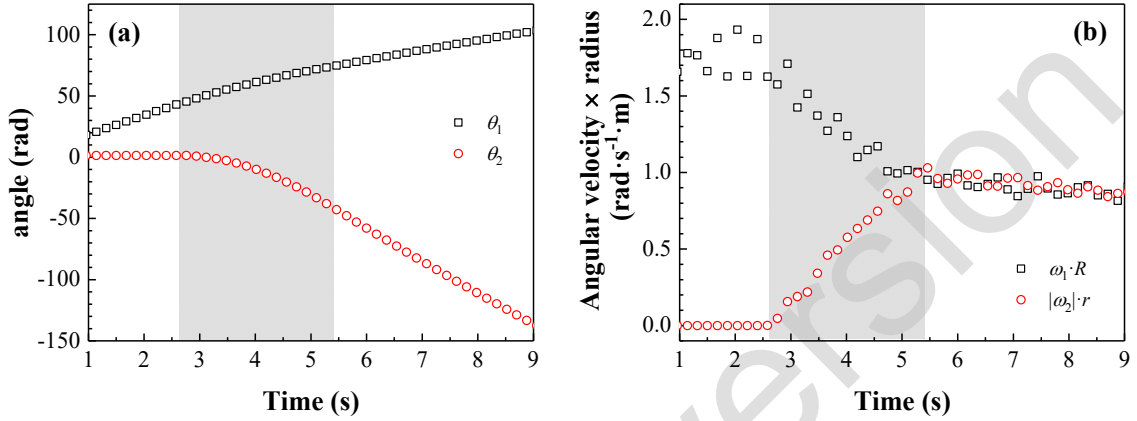 (a)
100
50
0
-50
-100
-150
angle (rad)
θ₁
θ₂
1 2 3 4 5 6 7 8 9
Time (s)
(b)
2.0
1.5
1.0
0.5
0.0
Angular velocity × radius
(rad·s⁻¹·m)
ω₁·R
|ω₂|·r
1 2 3 4 5 6 7 8 9
Time (s)
version